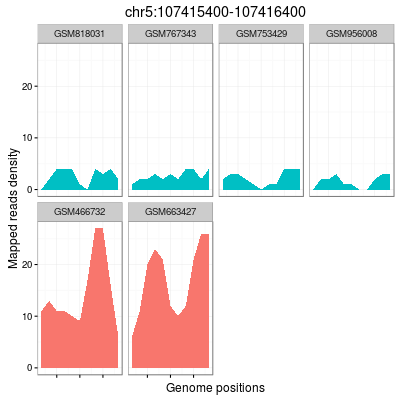 chr5:107415400-107416400
GSM818031 GSM767343 GSM753429 GSM956008
20
10
0
Mapped reads density
GSM466732 GSM663427
20
10
0
Genome positions